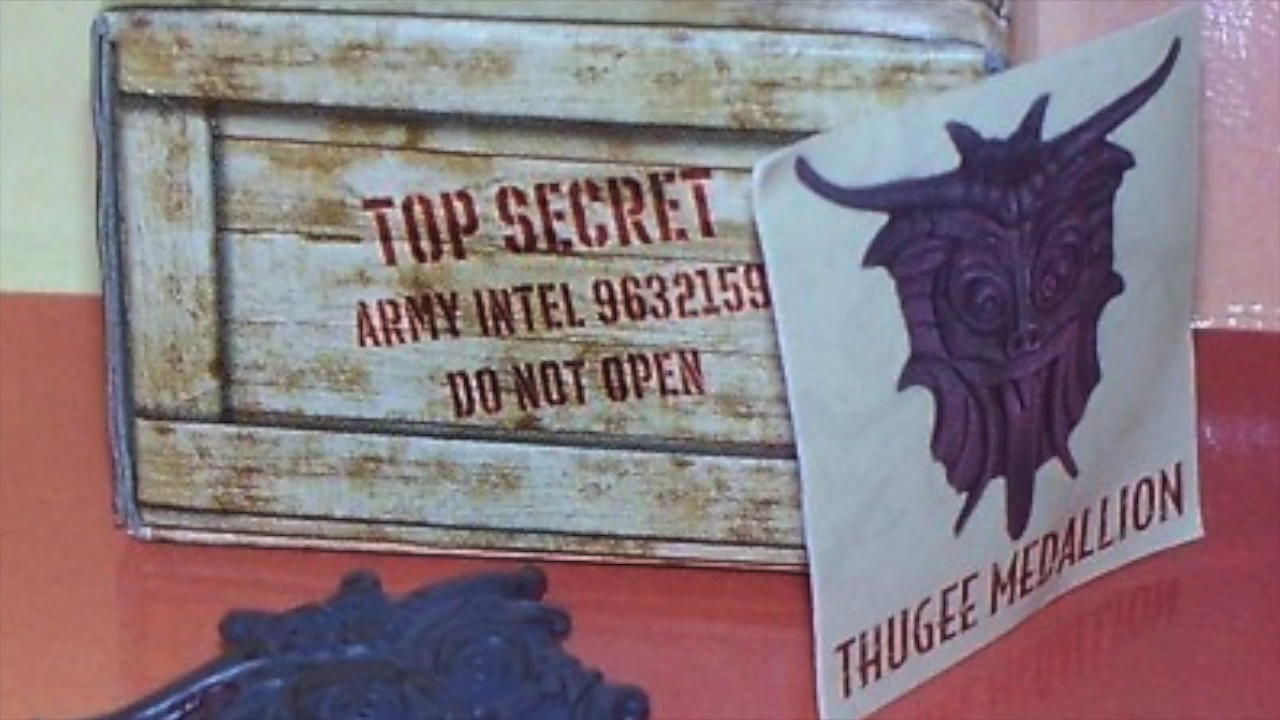 TOP SECRET
ARMY INTEL 9632159
DO NOT OPEN
THUGEE MEDALLION